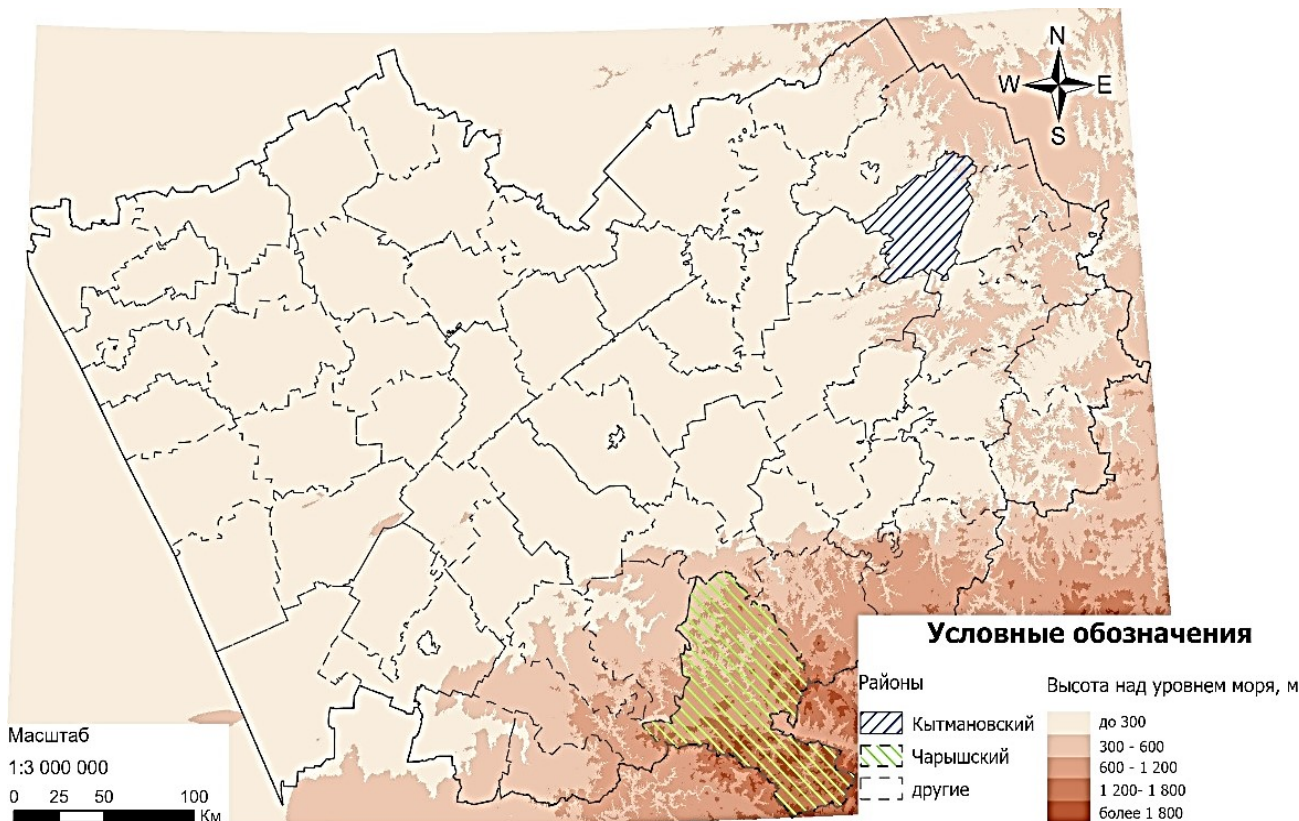 N
W E
S
Условные обозначения
Районы
Кытмановский
Чарышский
другие
Высота над уровнем моря, м
до 300
300 - 600
600 - 1 200
1 200- 1 800
более 1 800
Масштаб
1:3 000 000
0 25 50 100
Км